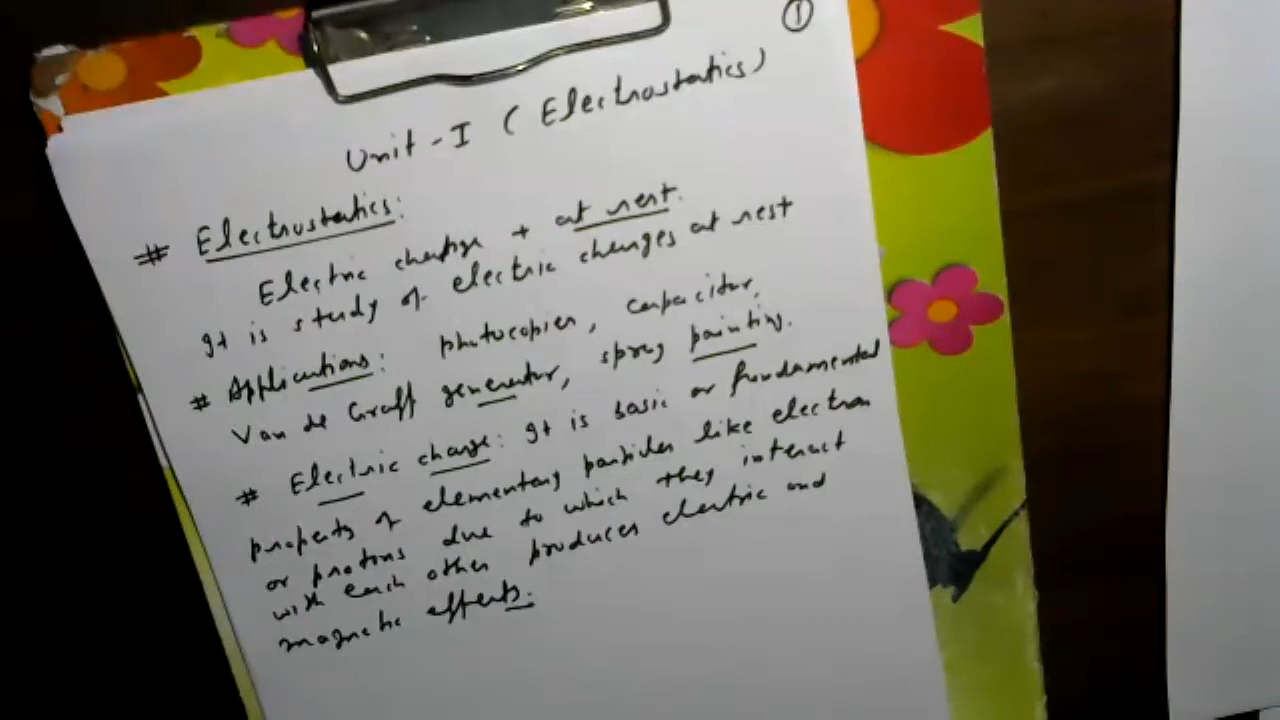 ①
Unit - I ( Electrostatics )
# Electrostatics:
Electric charge + at rest.
It is study of electric charges at rest
# Applications: photocopier, capacitor,
Van de Graff generator, spray painting.
# Electric charge: It is basic or fundamental
property of elementary particles like electron
or protons due to which they interact
with each other produces electric and
magnetic effects.